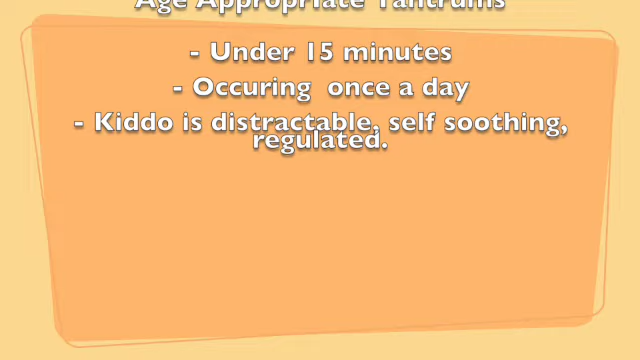 Age Appropriate Tantrums
- Under 15 minutes
- Occuring once a day
- Kiddo is distractable, self soothing,
regulated.